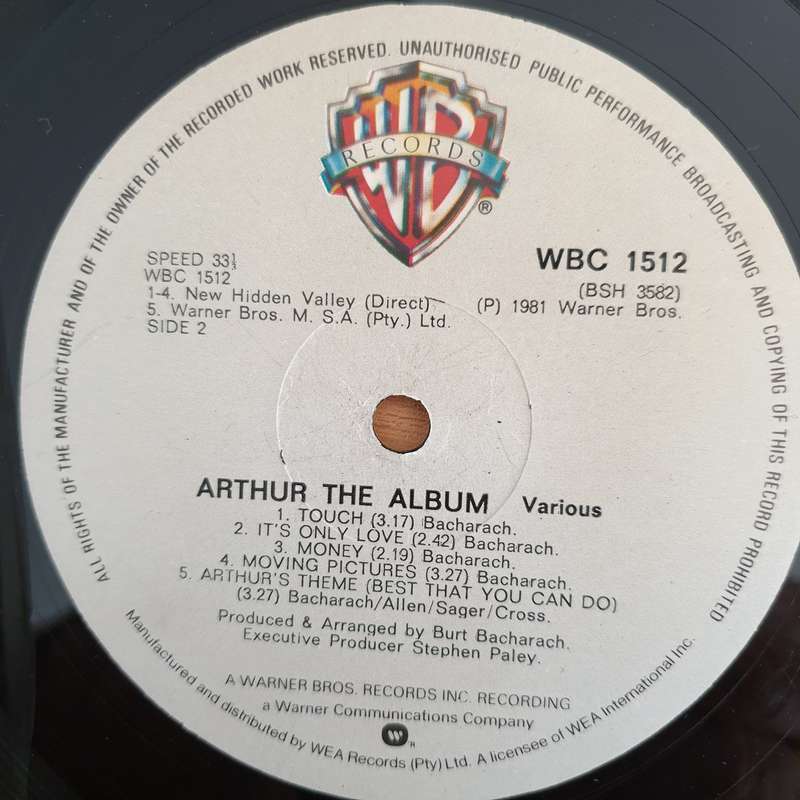 ALL RIGHTS OF THE MANUFACTURER AND OF THE OWNER OF THE RECORDED WORK RESERVED. UNAUTHORISED PUBLIC PERFORMANCE BROADCASTING AND COPYING OF THIS RECORD PROHIBITED
WB
RECORDS
®
SPEED 33⅓
WBC 1512
1-4. New Hidden Valley (Direct).
5. Warner Bros. M. S.A. (Pty.) Ltd.
SIDE 2
WBC 1512
(BSH 3582)
(P) 1981 Warner Bros.
ARTHUR THE ALBUM Various
1. TOUCH (3.17) Bacharach.
2. IT'S ONLY LOVE (2.42) Bacharach.
3. MONEY (2.19) Bacharach.
4. MOVING PICTURES (3.27) Bacharach.
5. ARTHUR'S THEME (BEST THAT YOU CAN DO)
(3.27) Bacharach/Allen/Sager/Cross.
Produced & Arranged by Burt Bacharach.
Executive Producer Stephen Paley.
A WARNER BROS. RECORDS INC. RECORDING
a Warner Communications Company
Manufactured and distributed by WEA Records (Pty) Ltd. A licensee of WEA International Inc.